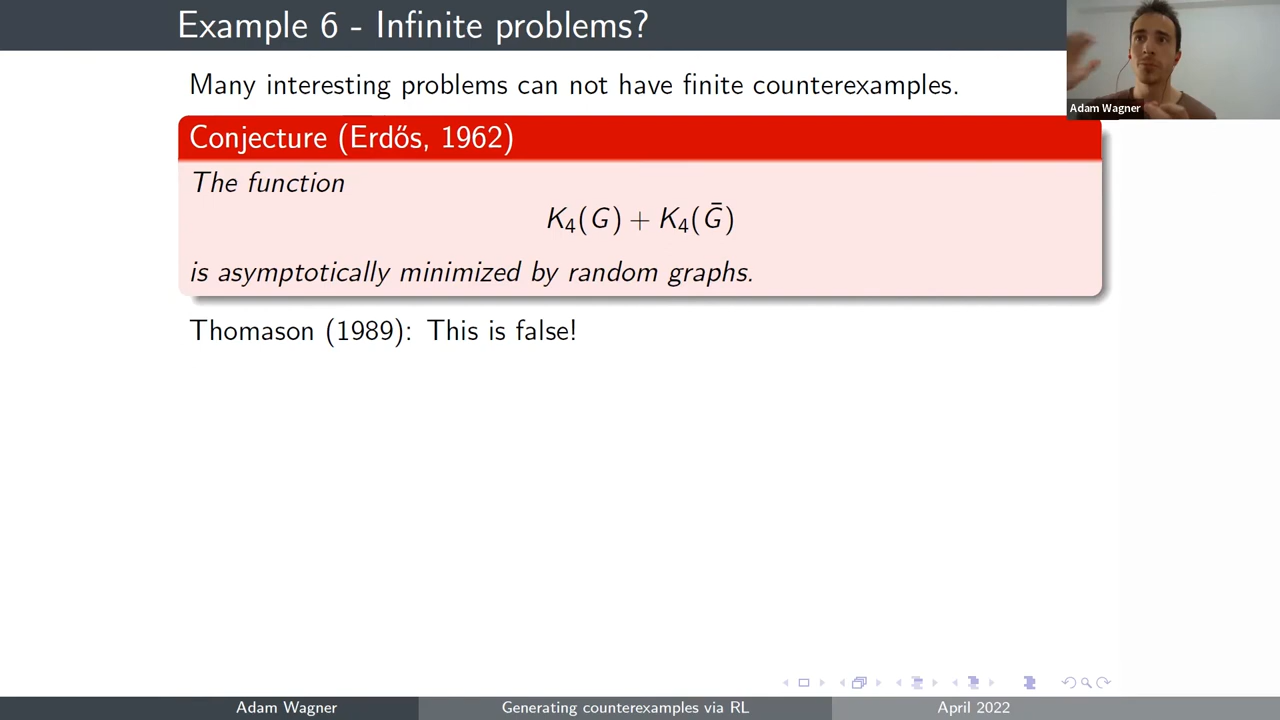 Example 6 - Infinite problems?
Many interesting problems can not have finite counterexamples.
Adam Wagner
Conjecture (Erdős, 1962)
The function
K₄(G) + K₄(Ḡ)
is asymptotically minimized by random graphs.
Thomason (1989): This is false!
Adam Wagner
Generating counterexamples via RL
April 2022